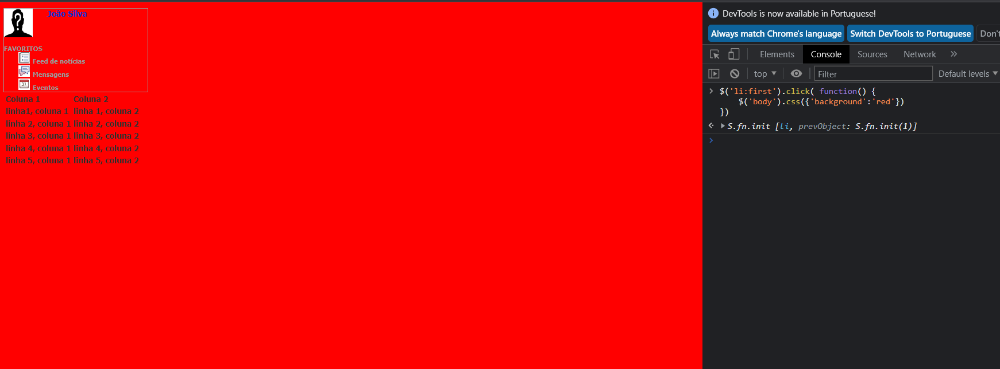 João Silva
FAVORITOS
Feed de notícias
Mensagens
31
Eventos
Coluna 1 Coluna 2
linha1, coluna 1 linha 1, coluna 2
linha 2, coluna 1 linha 2, coluna 2
linha 3, coluna 1 linha 3, coluna 2
linha 4, coluna 1 linha 4, coluna 2
linha 5, coluna 1 linha 5, coluna 2
DevTools is now available in Portuguese!
Always match Chrome's language Switch DevTools to Portuguese Don't
Elements Console Sources Network »
top ▼ Filter Default levels ▼
> $('li:first').click( function() {
$('body').css({'background':'red'})
})
S.fn.init [li, prevObject: S.fn.init(1)]
>